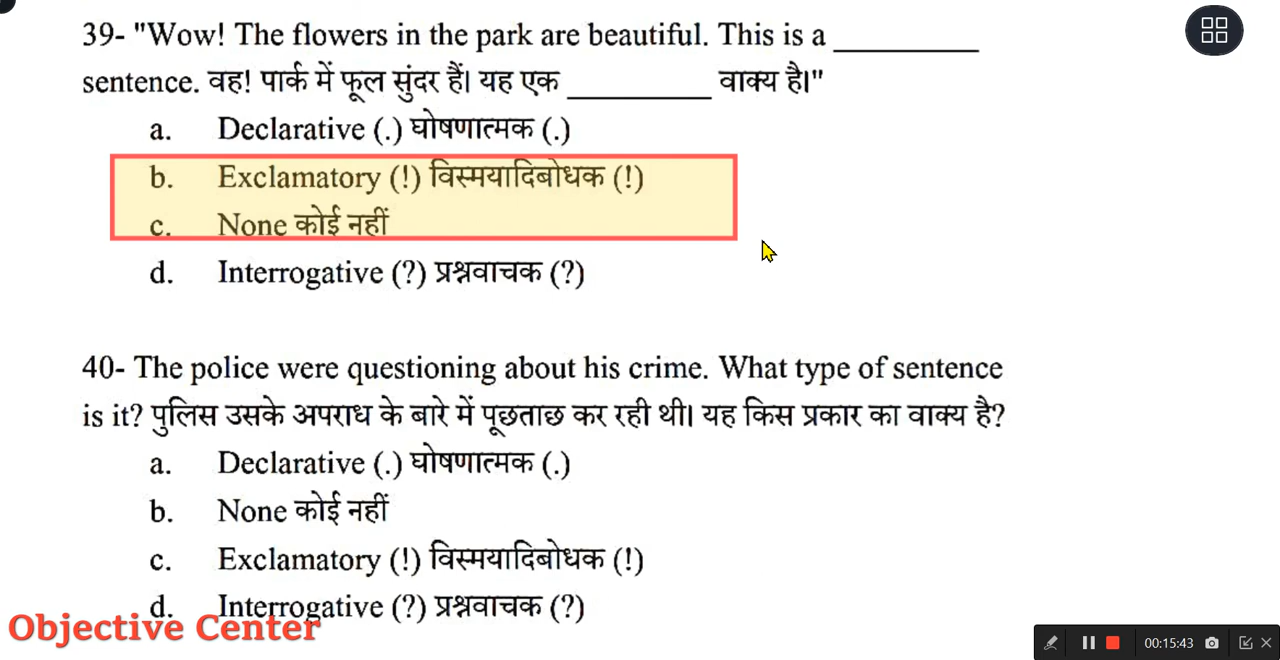 39- "Wow! The flowers in the park are beautiful. This is a __________
sentence. वह! पार्क में फूल सुंदर हैं। यह एक __________ वाक्य है।"
a. Declarative (.) घोषणात्मक (.)
b. Exclamatory (!) विस्मयादिबोधक (!)
c. None कोई नहीं
d. Interrogative (?) प्रश्नवाचक (?)
40- The police were questioning about his crime. What type of sentence
is it? पुलिस उसके अपराध के बारे में पूछताछ कर रही थी। यह किस प्रकार का वाक्य है?
a. Declarative (.) घोषणात्मक (.)
b. None कोई नहीं
c. Exclamatory (!) विस्मयादिबोधक (!)
d. Interrogative (?) प्रश्नवाचक (?)
Objective Center
00:15:43